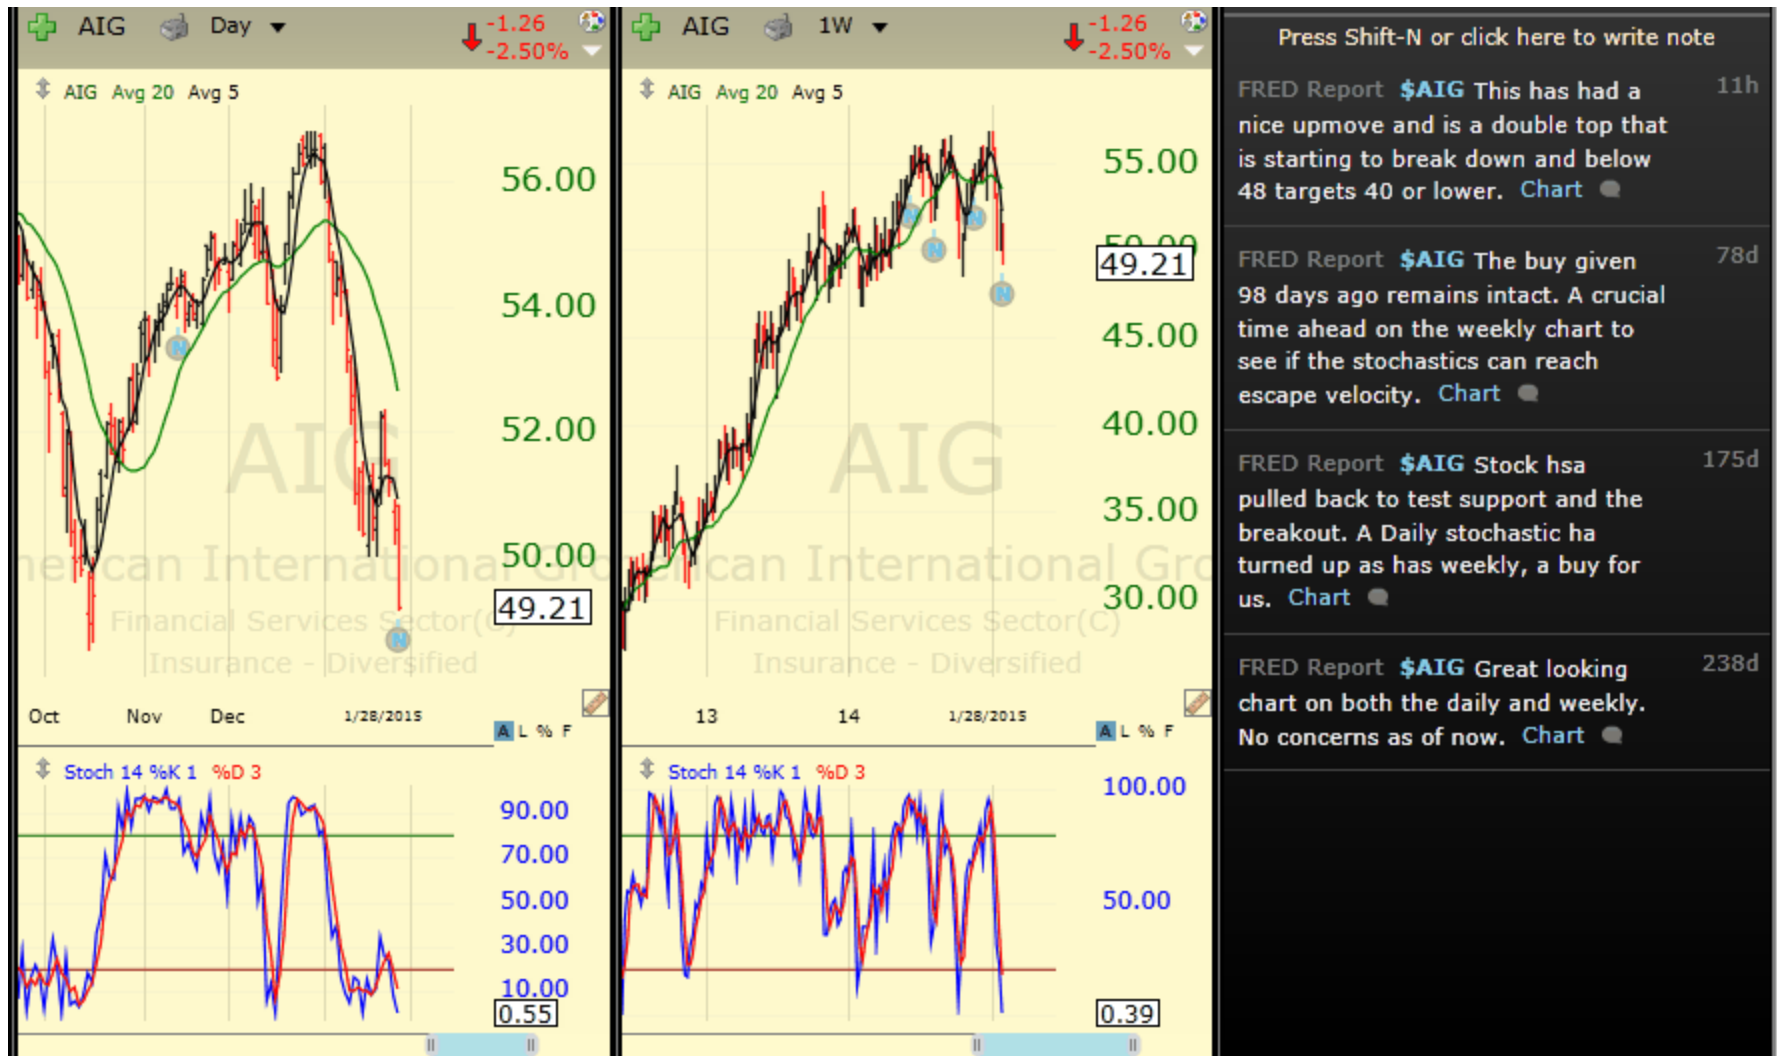 AIG Day -1.26
-2.50%
AIG Avg 20 Avg 5
56.00
54.00
52.00
50.00
49.21
AIG
American International Gro
Financial Services Sector(C)
Insurance - Diversified
N
N
Oct Nov Dec 1/28/2015
A L % F
Stoch 14 %K 1 %D 3
90.00
70.00
50.00
30.00
10.00
0.55
AIG 1W -1.26
-2.50%
AIG Avg 20 Avg 5
55.00
50.00
49.21
45.00
40.00
35.00
30.00
AIG
rican International Gro
Financial Services Sector(C)
Insurance - Diversified
N
N
N
N
13 14 1/28/2015
A L % F
Stoch 14 %K 1 %D 3
100.00
50.00
0.39
Press Shift-N or click here to write note
FRED Report $AIG This has had a 11h
nice upmove and is a double top that
is starting to break down and below
48 targets 40 or lower. Chart
FRED Report $AIG The buy given 78d
98 days ago remains intact. A crucial
time ahead on the weekly chart to
see if the stochastics can reach
escape velocity. Chart
FRED Report $AIG Stock hsa 175d
pulled back to test support and the
breakout. A Daily stochastic ha
turned up as has weekly, a buy for
us. Chart
FRED Report $AIG Great looking 238d
chart on both the daily and weekly.
No concerns as of now. Chart